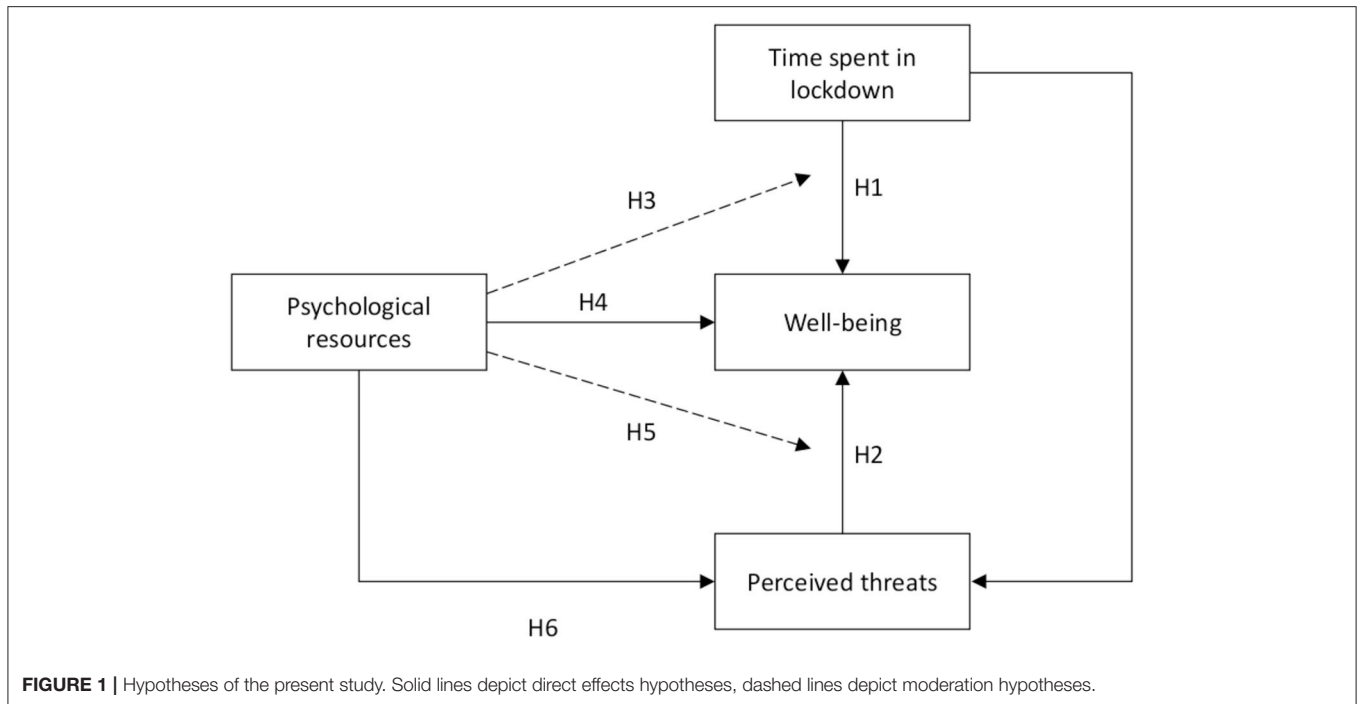 Time spent in
lockdown
H1
H3
Psychological
resources
H4
Well-being
H5
H2
Perceived threats
H6
FIGURE 1 | Hypotheses of the present study. Solid lines depict direct effects hypotheses, dashed lines depict moderation hypotheses.